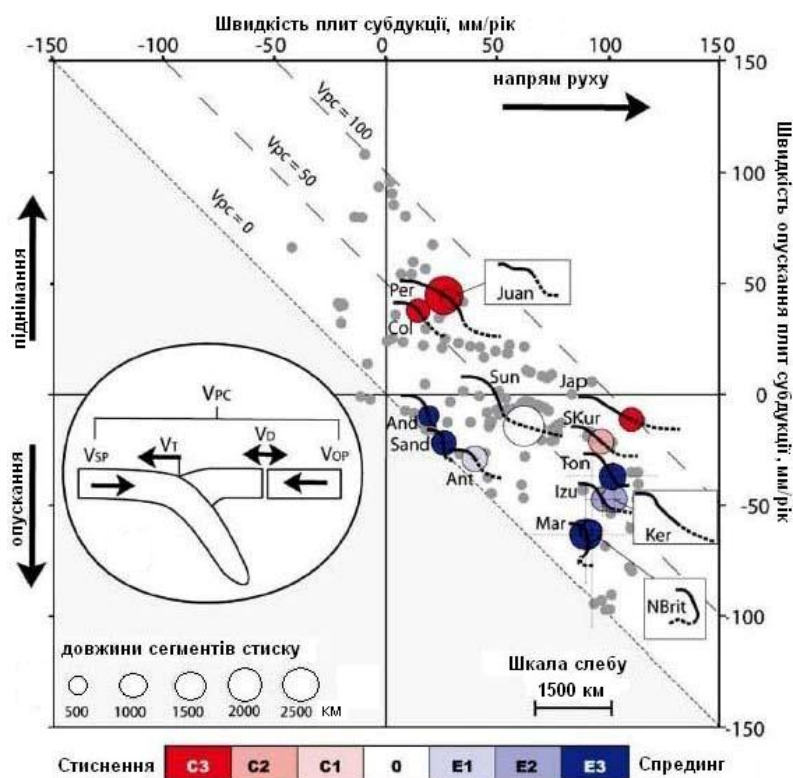 Швидкість плит субдукції, мм/рік
-150 -100 -50 0 50 100 150
напрям руху
Vpc = 100
Vpc = 50
Vpc = 0
150
100
50
0
-50
-100
-150
Швидкість опускання плит субдукції, мм/рік
піднімання
опускання
Per
Juan
Col
Sun
Jap
And
SKur
Sand
Ant
Ton
Izu
Ker
Mar
NBrit
VPC
VSP
VT
VD
VOP
довжини сегментів стиску
500 1000 1500 2000 2500 КМ
Шкала слебу
1500 км
Стиснення C3 C2 C1 0 E1 E2 E3 Спрединг